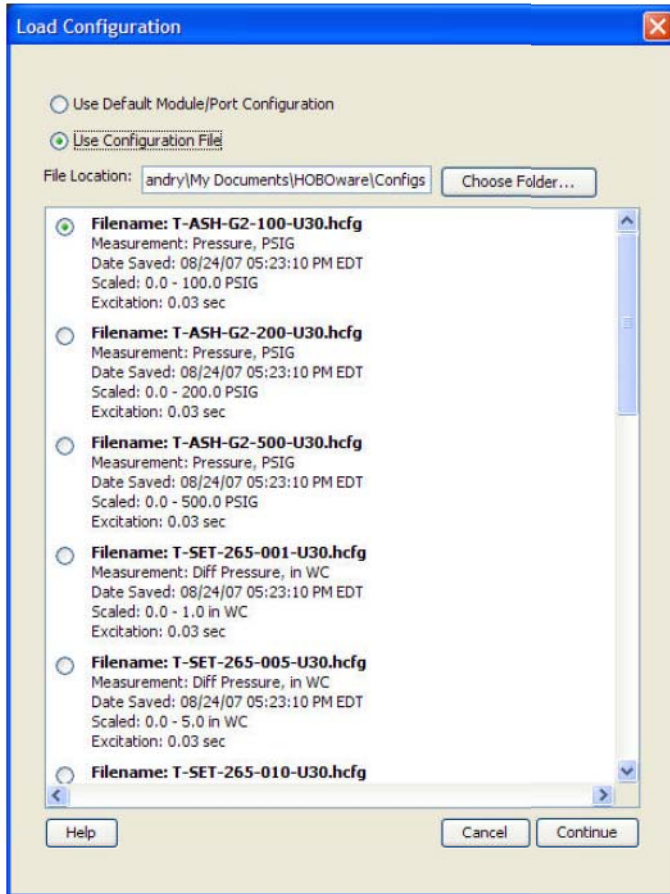 Load Configuration
Use Default Module/Port Configuration
Use Configuration File
File Location: andry\My Documents\HOBOware\Configs Choose Folder...
Filename: T-ASH-G2-100-U30.hcfg
Measurement: Pressure, PSIG
Date Saved: 08/24/07 05:23:10 PM EDT
Scaled: 0.0 - 100.0 PSIG
Excitation: 0.03 sec
Filename: T-ASH-G2-200-U30.hcfg
Measurement: Pressure, PSIG
Date Saved: 08/24/07 05:23:10 PM EDT
Scaled: 0.0 - 200.0 PSIG
Excitation: 0.03 sec
Filename: T-ASH-G2-500-U30.hcfg
Measurement: Pressure, PSIG
Date Saved: 08/24/07 05:23:10 PM EDT
Scaled: 0.0 - 500.0 PSIG
Excitation: 0.03 sec
Filename: T-SET-265-001-U30.hcfg
Measurement: Diff Pressure, in WC
Date Saved: 08/24/07 05:23:10 PM EDT
Scaled: 0.0 - 1.0 in WC
Excitation: 0.03 sec
Filename: T-SET-265-005-U30.hcfg
Measurement: Diff Pressure, in WC
Date Saved: 08/24/07 05:23:10 PM EDT
Scaled: 0.0 - 5.0 in WC
Excitation: 0.03 sec
Filename: T-SET-265-010-U30.hcfg
Help Cancel Continue